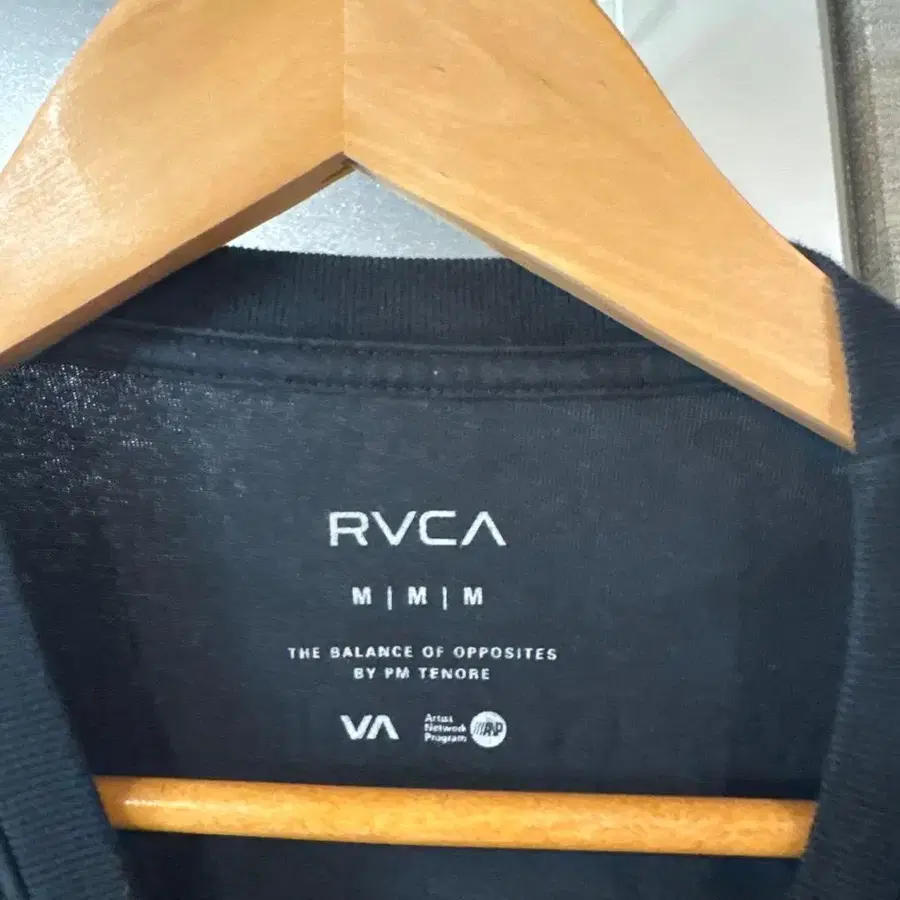 RVCA
M | M | M
THE BALANCE OF OPPOSITES
BY PM TENORE
VA
Artist
Network
Program
ANP